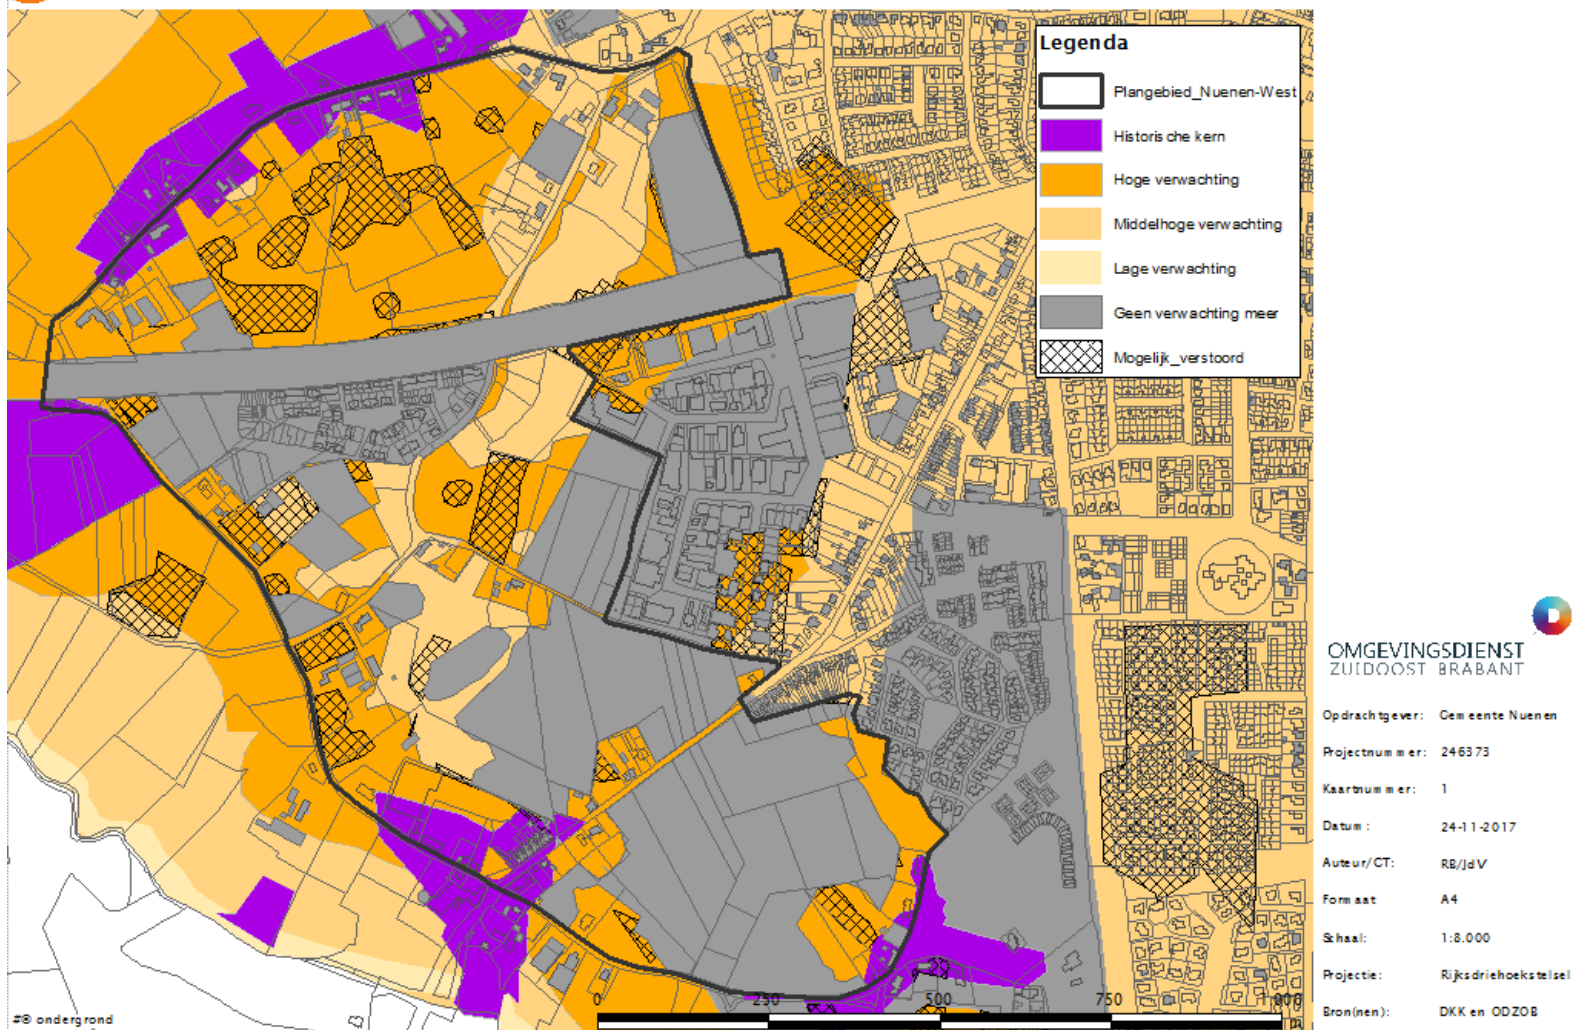 Legenda
Plangebied_Nuenen-West
Historische kern
Hoge verwachting
Middelhoge verwachting
Lage verwachting
Geen verwachting meer
Mogelijk_verstoord
OMGEVINGSDIENST
ZUIDOOST BRABANT
Opdrachtgever: Gemeente Nuenen
Projectnummer: 246373
Kaartnummer: 1
Datum: 24-11-2017
Auteur/CT: RB/JdV
Formaat A4
Schaal: 1:8.000
Projectie: Rijksdriehoekstelsel
Bron(nen): DKK en ODZOB
0 250 500 750 1.000
#® ondergrond